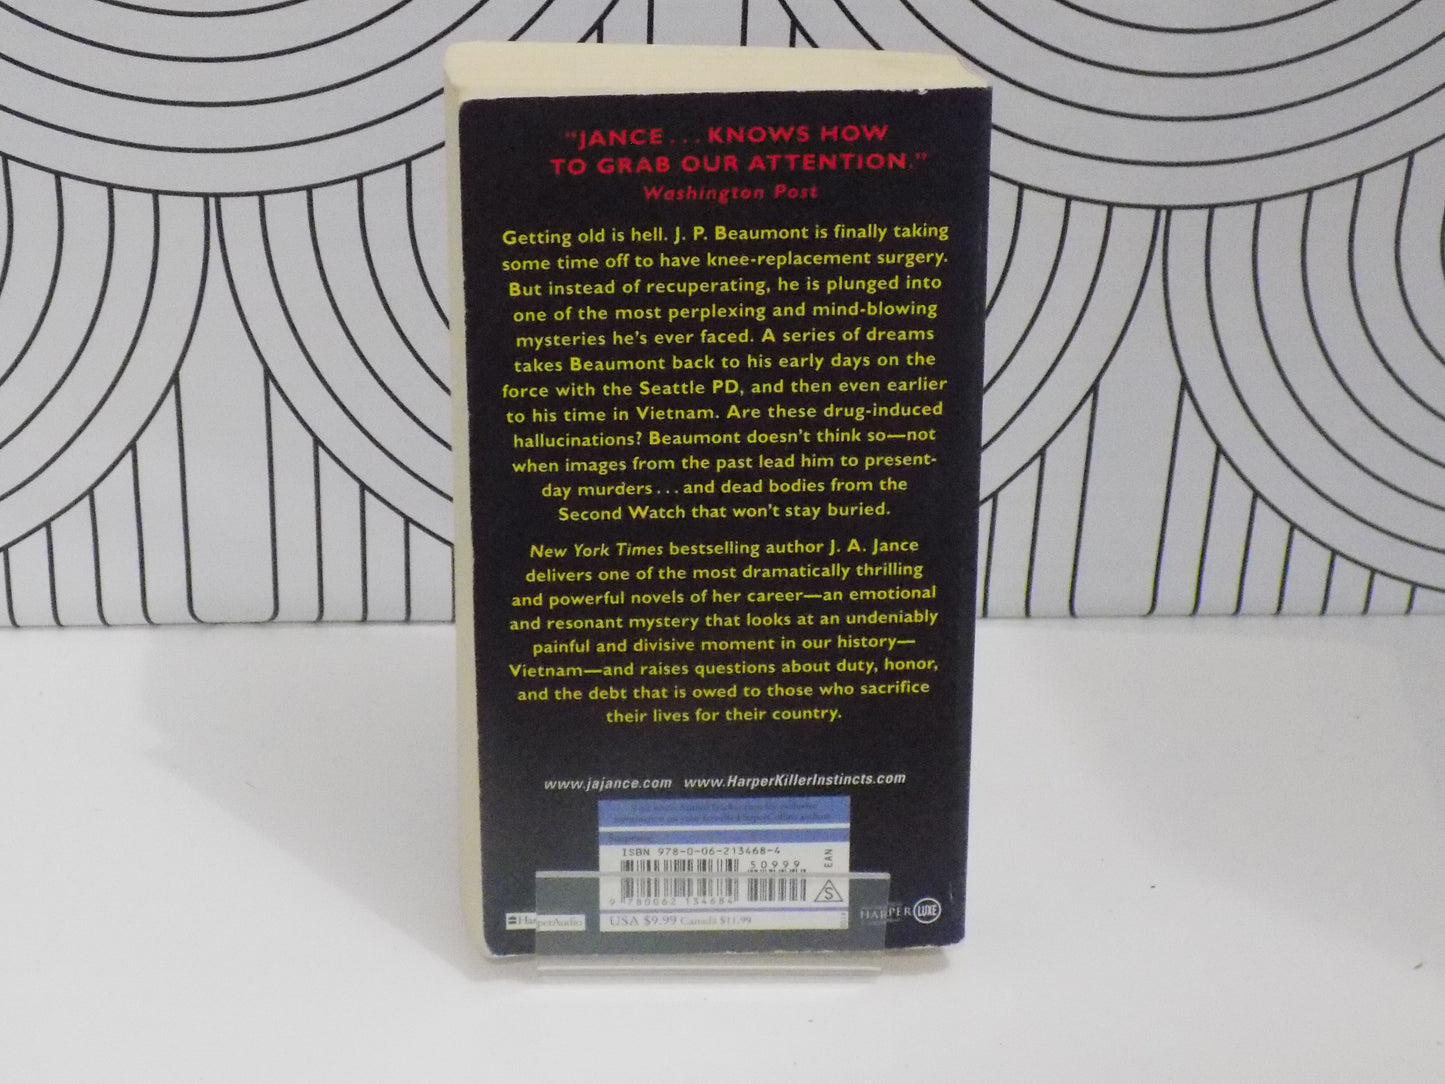 "JANCE . . . KNOWS HOW
TO GRAB OUR ATTENTION."
Washington Post
Getting old is hell. J. P. Beaumont is finally taking
some time off to have knee-replacement surgery.
But instead of recuperating, he is plunged into
one of the most perplexing and mind-blowing
mysteries he's ever faced. A series of dreams
takes Beaumont back to his early days on the
force with the Seattle PD, and then even earlier
to his time in Vietnam. Are these drug-induced
hallucinations? Beaumont doesn't think so—not
when images from the past lead him to present-
day murders . . . and dead bodies from the
Second Watch that won't stay buried.
New York Times bestselling author J. A. Jance
delivers one of the most dramatically thrilling
and powerful novels of her career—an emotional
and resonant mystery that looks at an undeniably
painful and divisive moment in our history—
Vietnam—and raises questions about duty, honor,
and the debt that is owed to those who sacrifice
their lives for their country.
www.jajance.com www.HarperKillerInstincts.com
Suspense
ISBN 978-0-06-213468-4
50999
EAN
9 780062 134684
S
USA $9.99 Canada $11.99
HarperAudio
HARPER LUXE